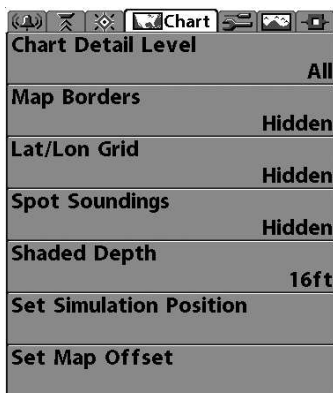 Chart
Chart Detail Level
All
Map Borders
Hidden
Lat/Lon Grid
Hidden
Spot Soundings
Hidden
Shaded Depth
16ft
Set Simulation Position
Set Map Offset